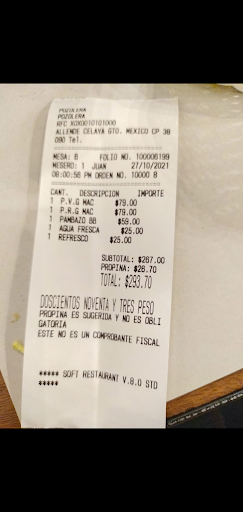 POZOLERA
POZOLERA
RFC XOXO010101000
ALLENDE CELAYA GTO. MEXICO CP 38
090 Tel.
MESA: 8 FOLIO NO. 100006199
MESERO: 1 JUAN 27/10/2021
08:00:58 PM ORDEN NO. 10000 8
CANT. DESCRIPCION IMPORTE
1 P.V.G MAC $79.00
1 P.R.G MAC $79.00
1 PAMBAZO BB $59.00
1 AGUA FRESCA $25.00
1 REFRESCO $25.00
SUBTOTAL: $267.00
PROPINA: $26.70
TOTAL: $293.70
DOSCIENTOS NOVENTA Y TRES PESO
PROPINA ES SUGERIDA Y NO ES OBLI
GATORIA
ESTE NO ES UN COMPROBANTE FISCAL
***** SOFT RESTAURANT V.8.0 STD
*****